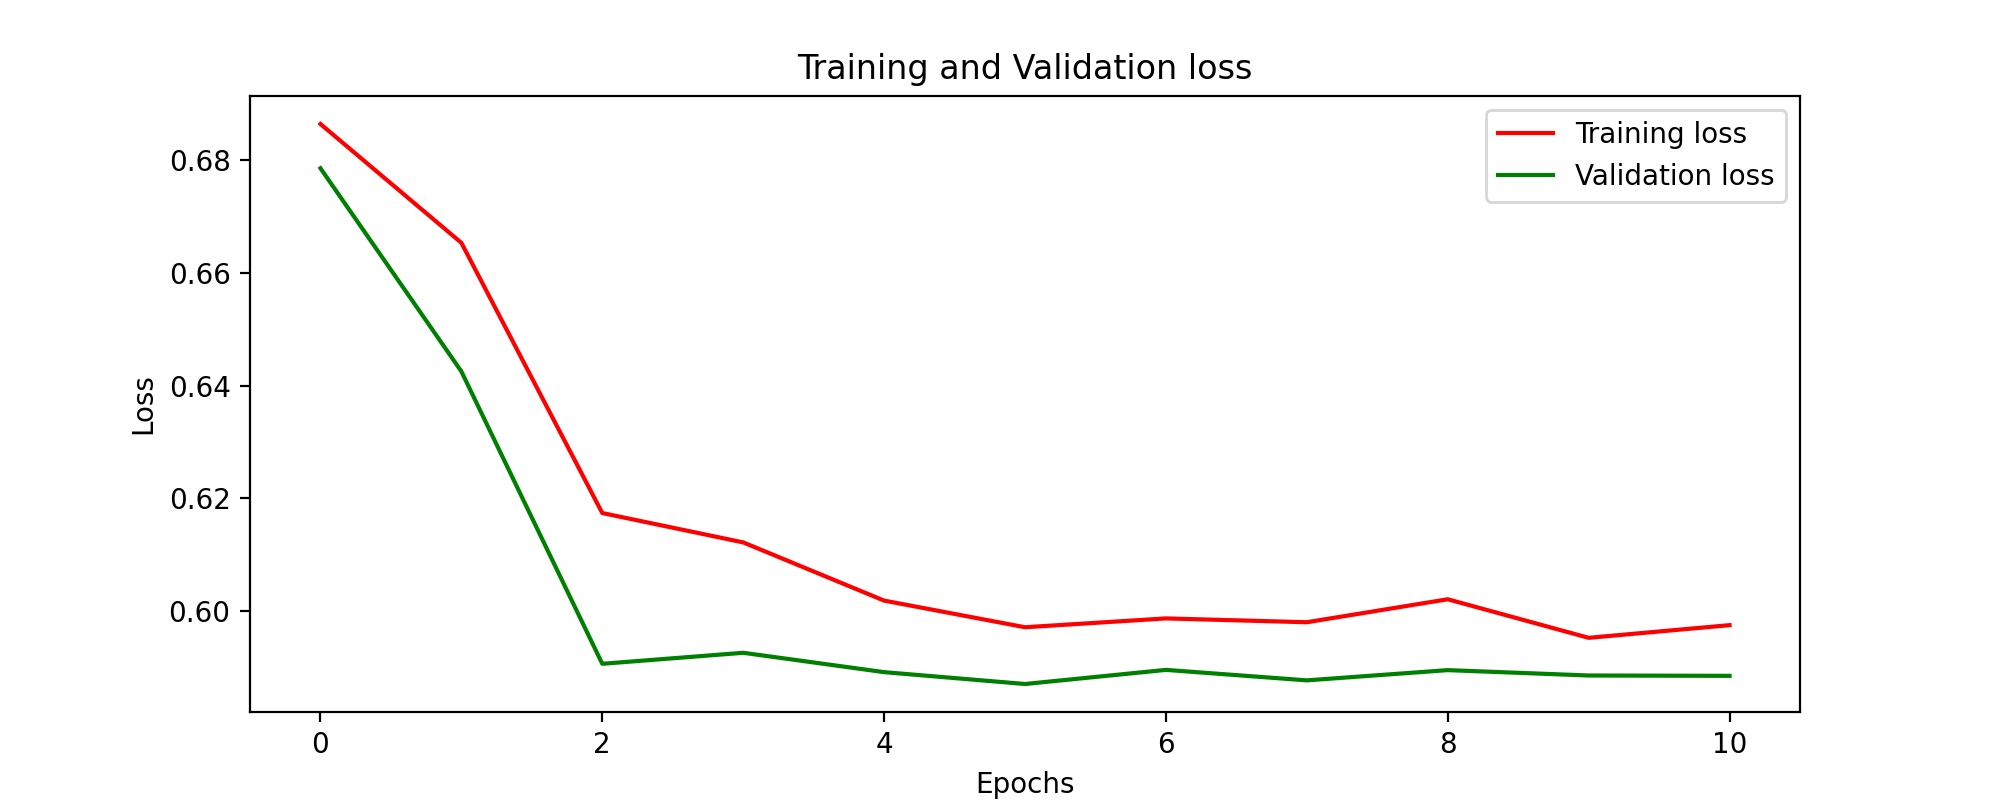 Training and Validation loss
Training loss
Validation loss
0.68
0.66
0.64
0.62
0.60
Loss
0
2
4
6
8
10
Epochs